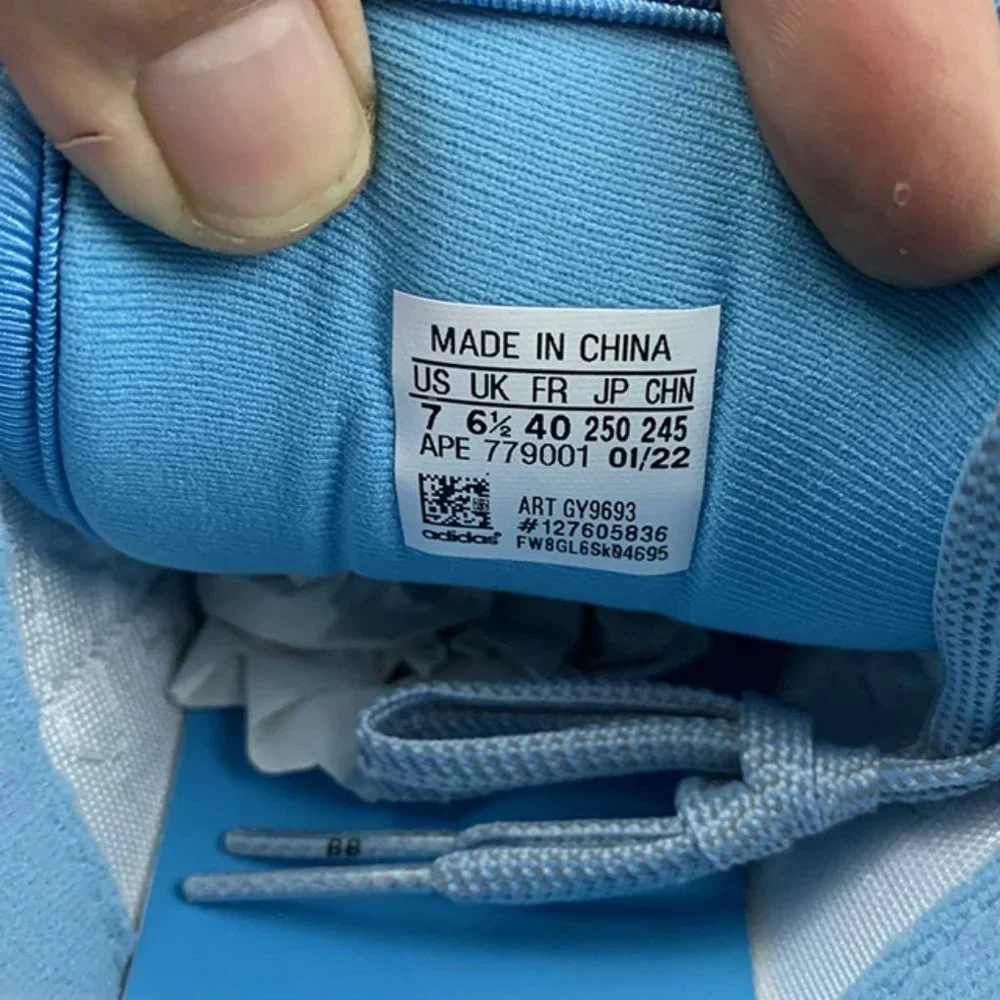 MADE IN CHINA
US UK FR JP CHN
7 6½ 40 250 245
APE 779001 01/22
ART GY9693
#127605836
adidas
FW8GL6Sk04695